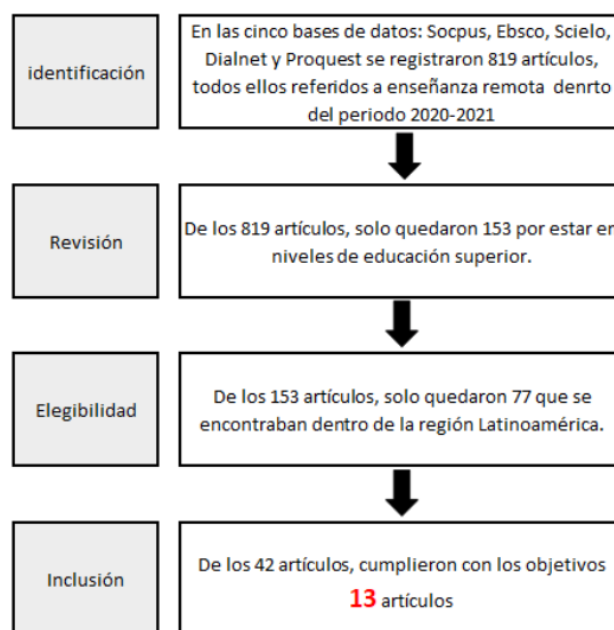 identificación
En las cinco bases de datos: Socpus, Ebsco, Scielo,
Dialnet y Proquest se registraron 819 artículos,
todos ellos referidos a enseñanza remota denrto
del periodo 2020-2021
Revisión
De los 819 artículos, solo quedaron 153 por estar en
niveles de educación superior.
Elegibilidad
De los 153 artículos, solo quedaron 77 que se
encontraban dentro de la región Latinoamérica.
Inclusión
De los 42 artículos, cumplieron con los objetivos
13 artículos